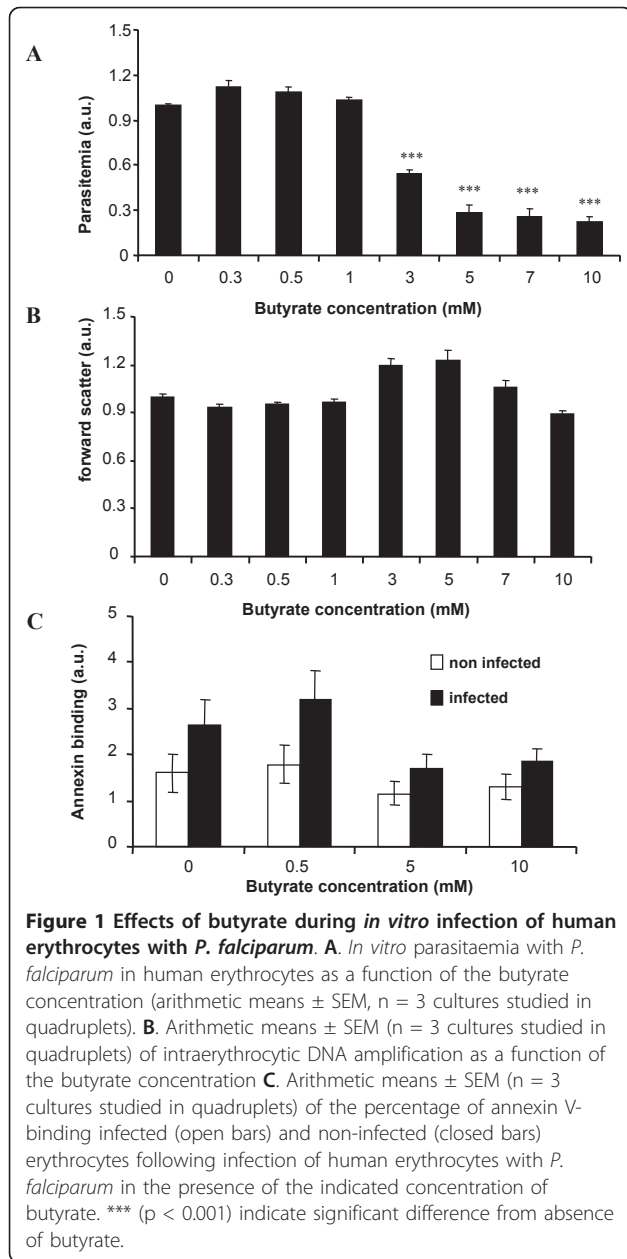 A
Parasitemia (a.u.)
1.5
1.2
0.9
0.6
0.3
0
***
***
***
***
0 0.3 0.5 1 3 5 7 10
Butyrate concentration (mM)
B
forward scatter (a.u.)
1.5
1.2
0.9
0.6
0.3
0
0 0.3 0.5 1 3 5 7 10
Butyrate concentration (mM)
C
Annexin binding (a.u.)
5
4
3
2
1
0
non infected
infected
0 0.5 5 10
Butyrate concentration (mM)
Figure 1 Effects of butyrate during in vitro infection of human
erythrocytes with P. falciparum. A. In vitro parasitaemia with P.
falciparum in human erythrocytes as a function of the butyrate
concentration (arithmetic means ± SEM, n = 3 cultures studied in
quadruplets). B. Arithmetic means ± SEM (n = 3 cultures studied in
quadruplets) of intraerythrocytic DNA amplification as a function of
the butyrate concentration C. Arithmetic means ± SEM (n = 3
cultures studied in quadruplets) of the percentage of annexin V-
binding infected (open bars) and non-infected (closed bars)
erythrocytes following infection of human erythrocytes with P.
falciparum in the presence of the indicated concentration of
butyrate. *** (p < 0.001) indicate significant difference from absence
of butyrate.